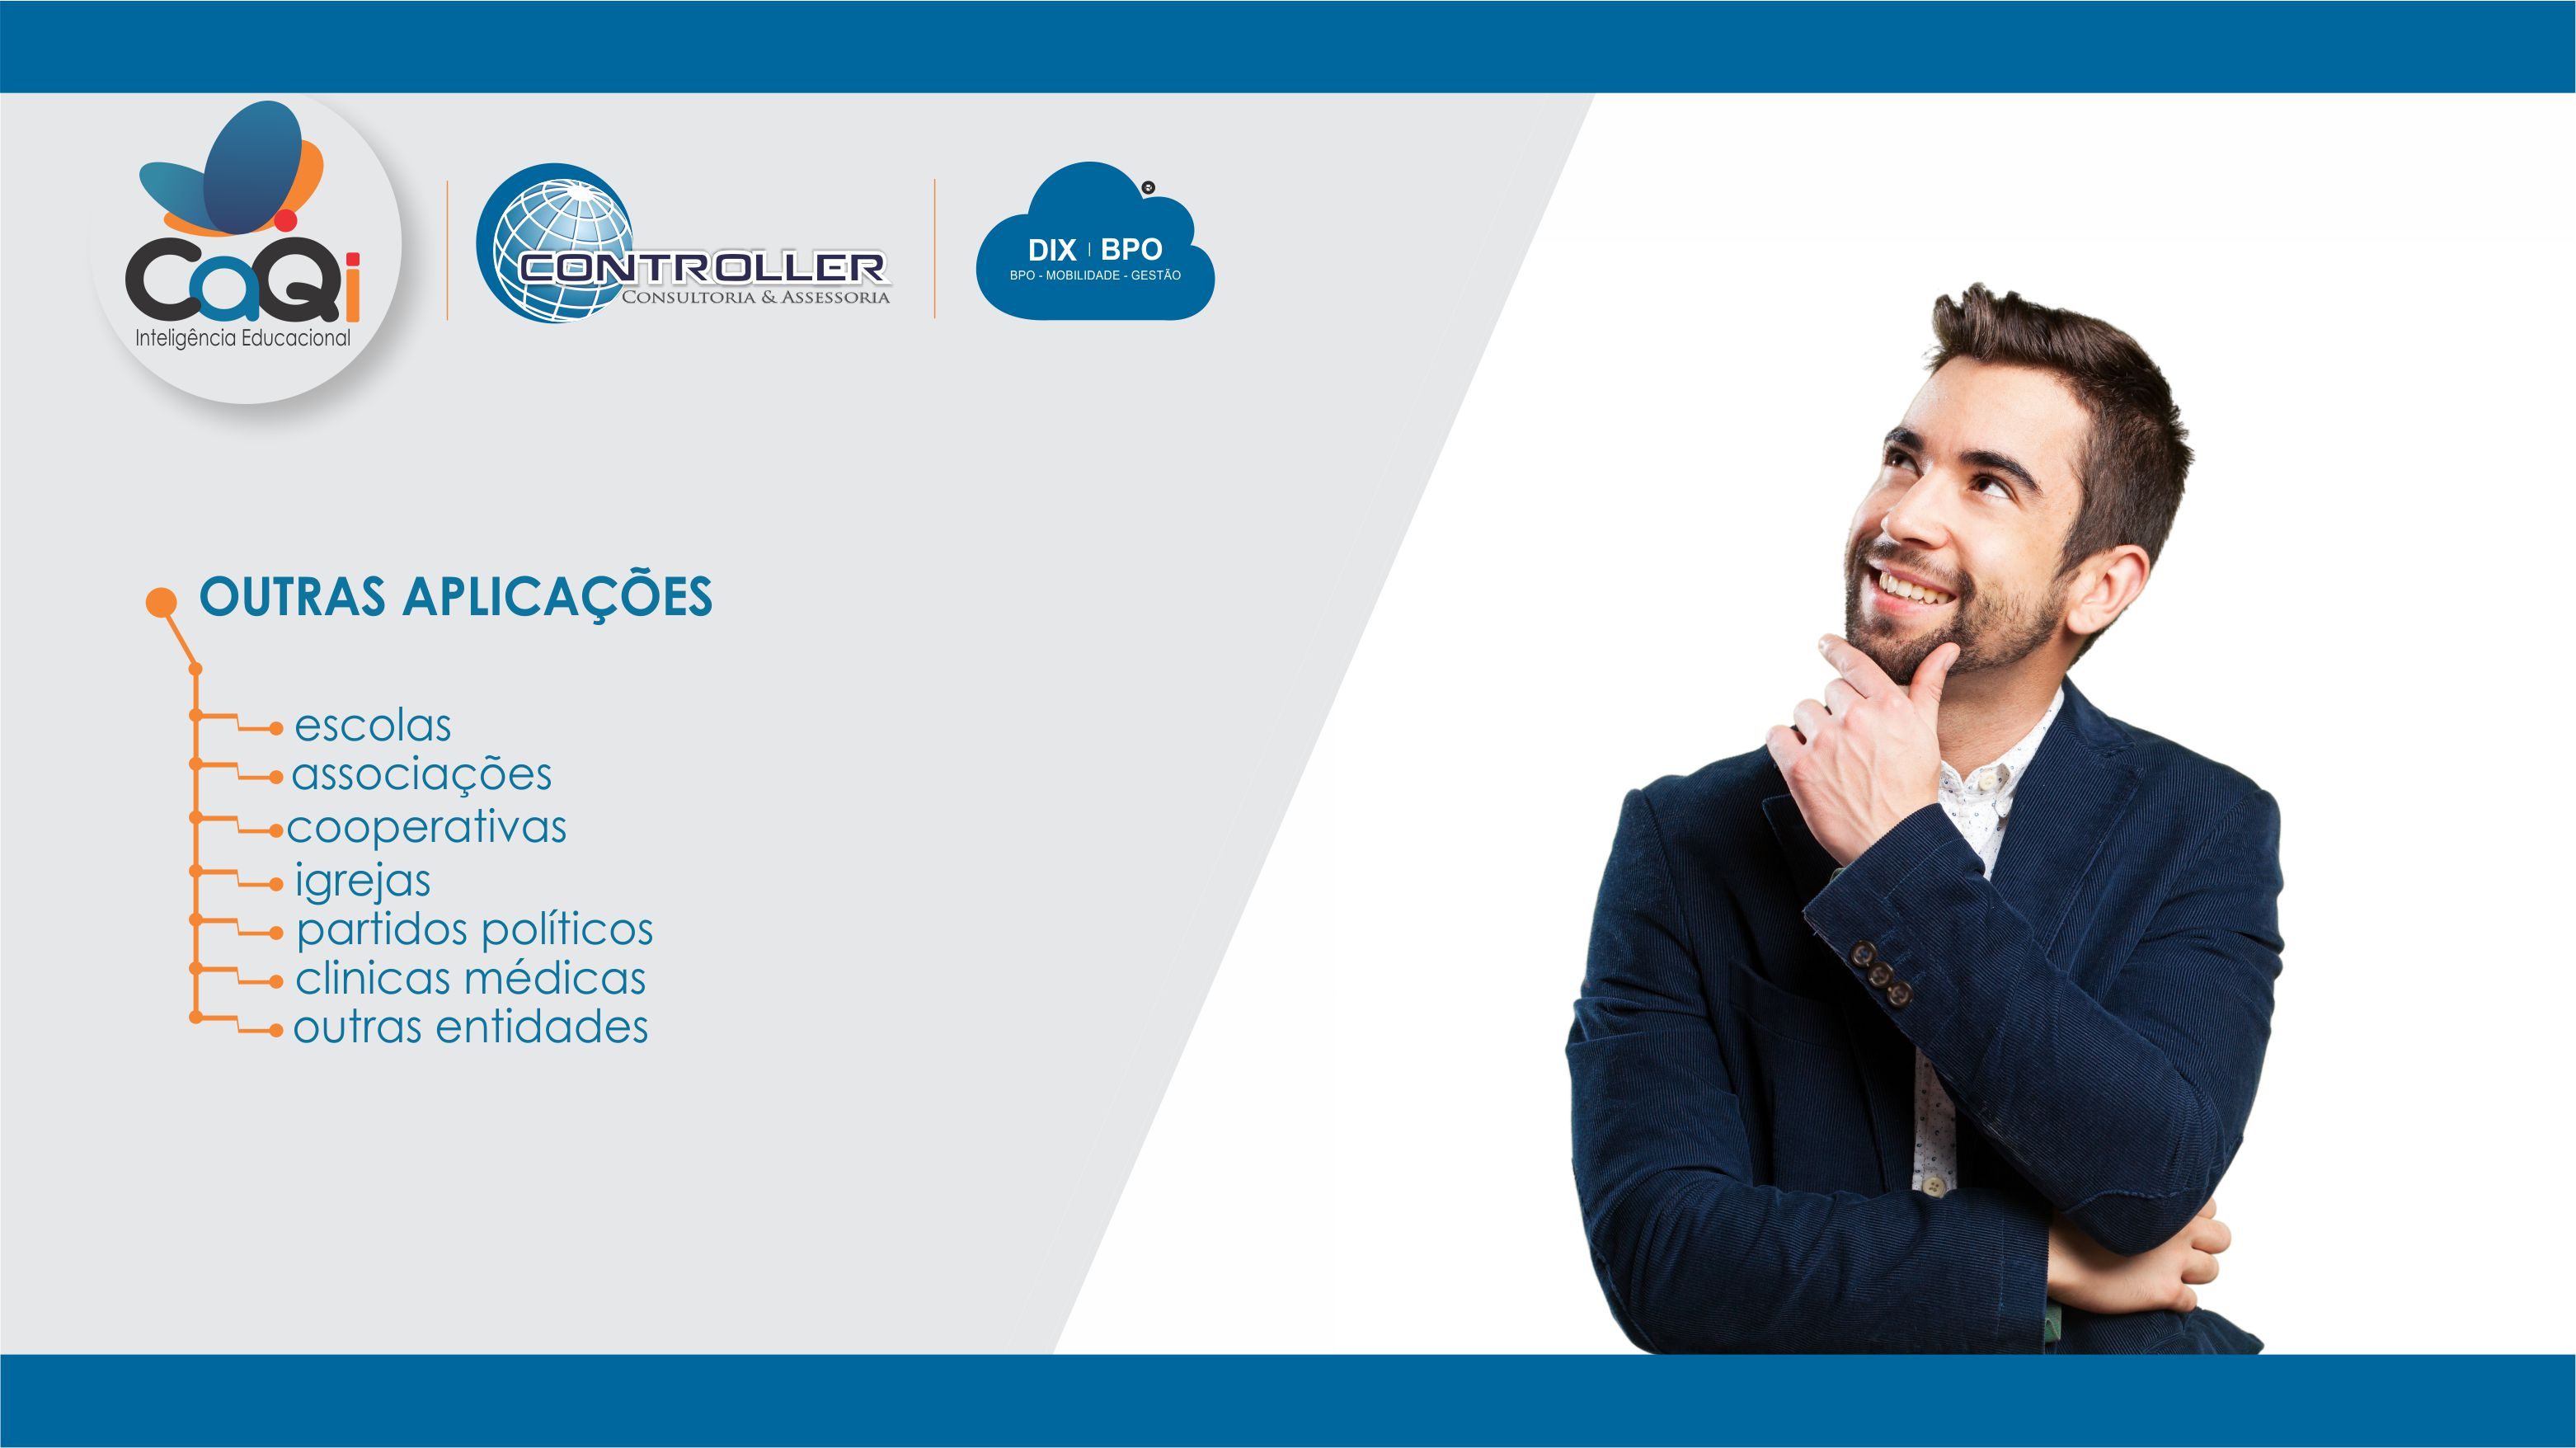 CaQi
Inteligência Educacional
CONTROLLER
CONSULTORIA & ASSESSORIA
DIX | BPO
BPO - MOBILIDADE - GESTÃO
OUTRAS APLICAÇÕES
escolas
associações
cooperativas
igrejas
partidos políticos
clinicas médicas
outras entidades